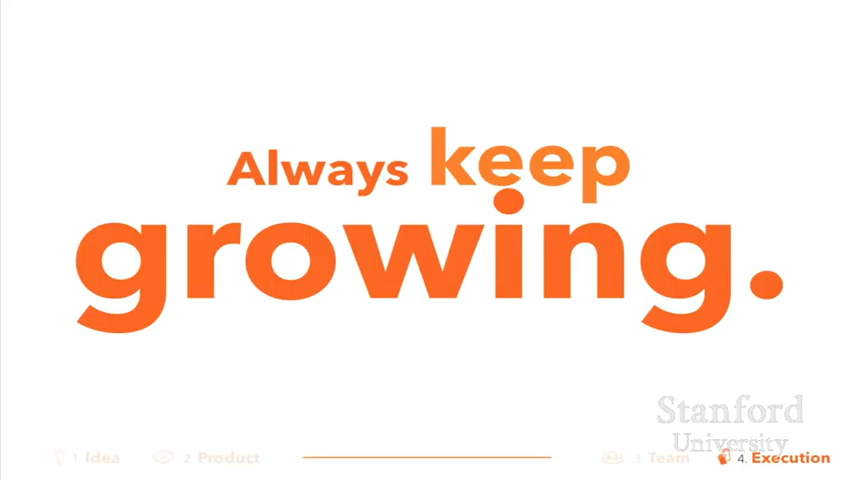 Always keep
growing.
Stanford
University
1. Idea
2. Product
3. Team
4. Execution